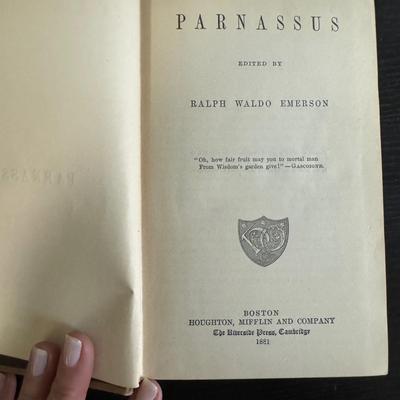 PARNASSUS
EDITED BY
RALPH WALDO EMERSON
"Oh, how fair fruit may you to mortal man
From Wisdom's garden give!"—GASCOIGNE.
BOSTON
HOUGHTON, MIFFLIN AND COMPANY
The Riverside Press, Cambridge
1881